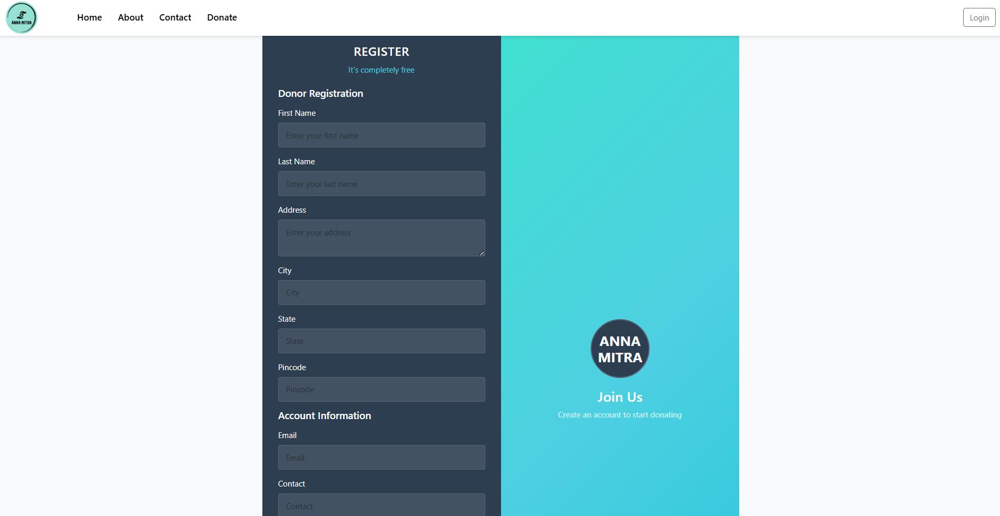 ANNA MITRA
Home About Contact Donate
Login
REGISTER
It's completely free
Donor Registration
First Name
Enter your first name
Last Name
Enter your last name
Address
Enter your address
City
City
State
State
Pincode
Pincode
Account Information
Email
Email
Contact
Contact
ANNA
MITRA
Join Us
Create an account to start donating